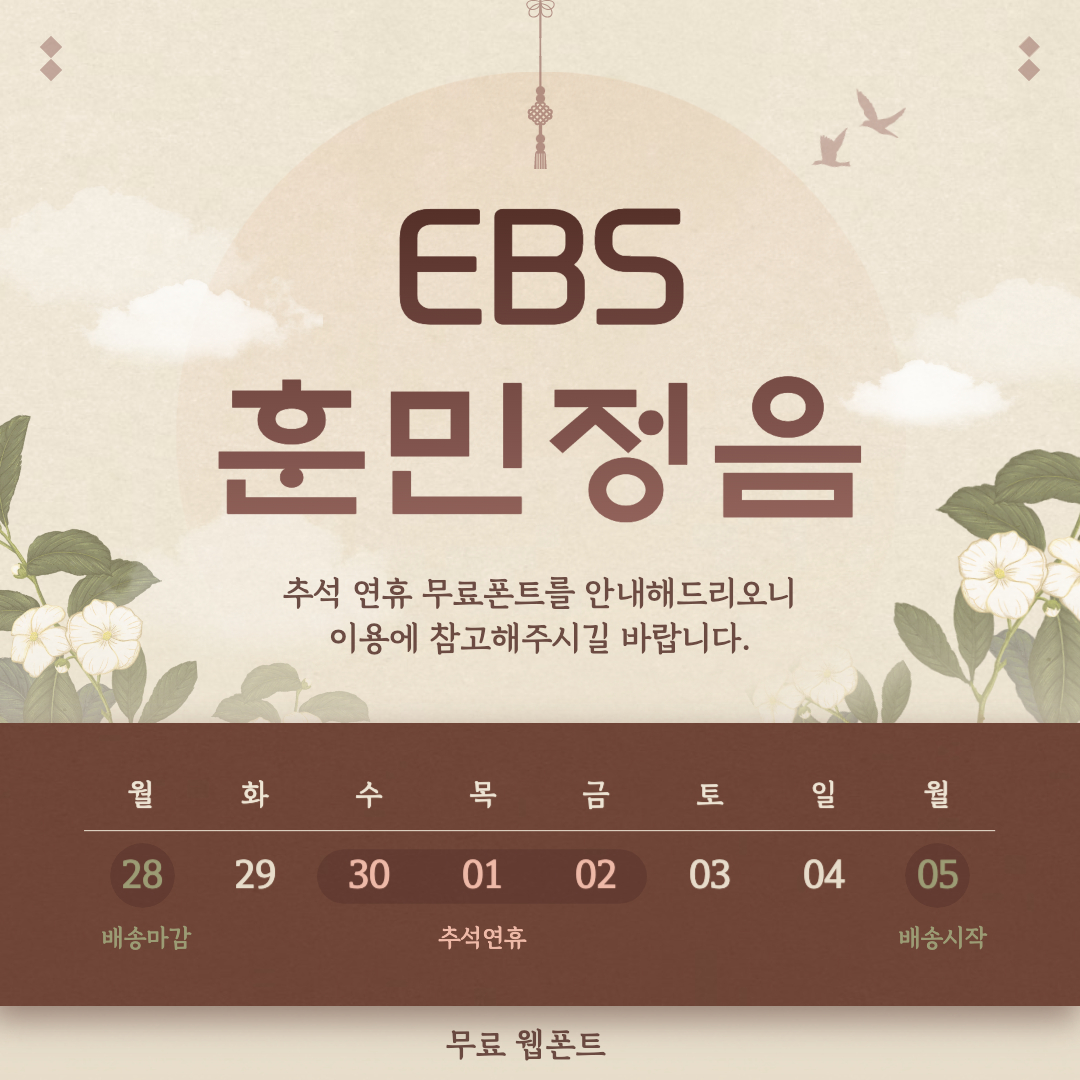 EBS
훈민정음
추석 연휴 무료폰트를 안내해드리오니
이용에 참고해주시길 바랍니다.
월 화 수 목 금 토 일 월
28 29 30 01 02 03 04 05
배송마감 추석연휴 배송시작
무료 웹폰트